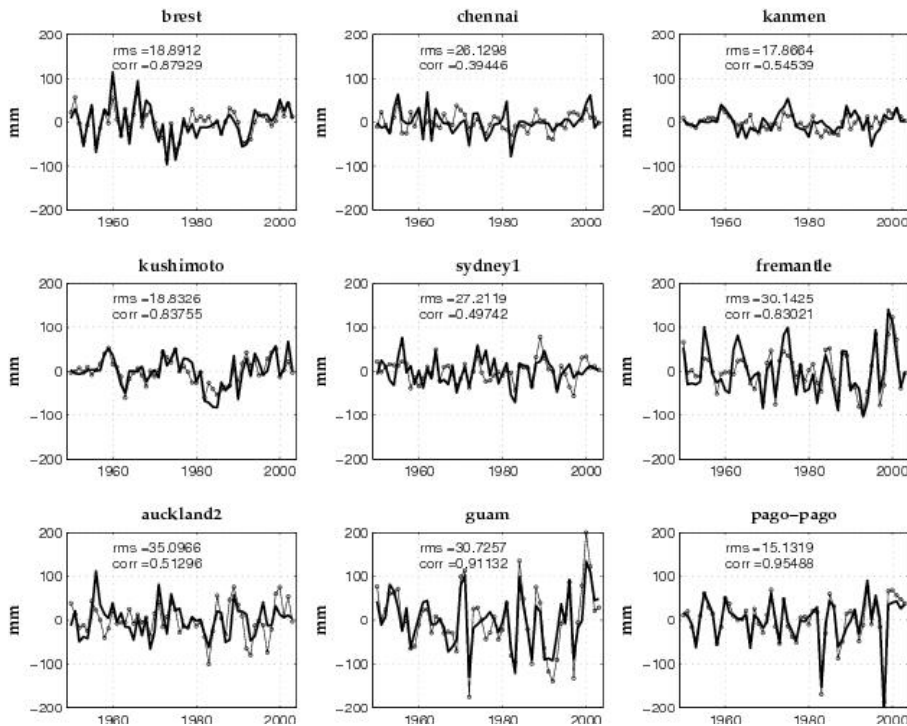 brest
chennai
kanmen
200
100
0
-100
-200
mm
rms =18.8912
corr =0.87929
1960
1980
2000
200
100
0
-100
-200
mm
rms =26.1298
corr =0.39446
1960
1980
2000
200
100
0
-100
-200
mm
rms =17.8664
corr =0.54539
1960
1980
2000
kushimoto
sydney1
fremantle
200
100
0
-100
-200
mm
rms =18.8326
corr =0.83755
1960
1980
2000
200
100
0
-100
-200
mm
rms =27.2119
corr =0.49742
1960
1980
2000
200
100
0
-100
-200
mm
rms =30.1425
corr =0.83021
1960
1980
2000
auckland2
guam
pago-pago
200
100
0
-100
-200
mm
rms =35.0966
corr =0.51296
1960
1980
2000
200
100
0
-100
-200
mm
rms =30.7257
corr =0.91132
1960
1980
2000
200
100
0
-100
-200
mm
rms =15.1319
corr =0.95488
1960
1980
2000